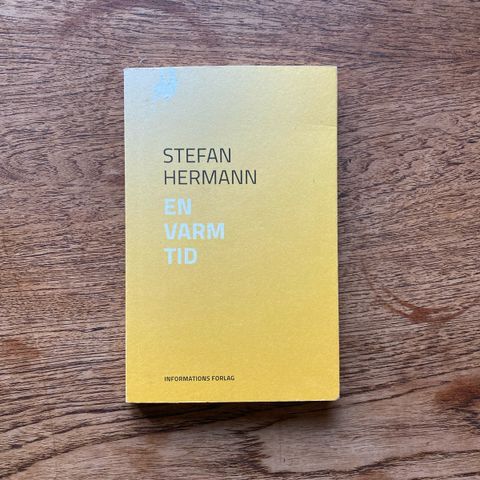 STEFAN
HERMANN
EN
VARM
TID
INFORMATIONS FORLAG